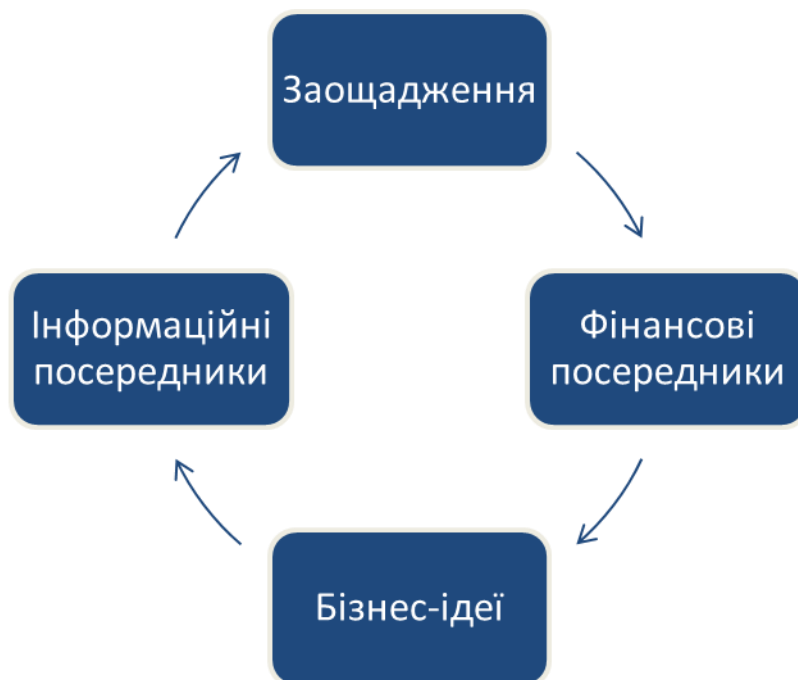 Заощадження
Інформаційні
посередники
Фінансові
посередники
Бізнес-ідеї